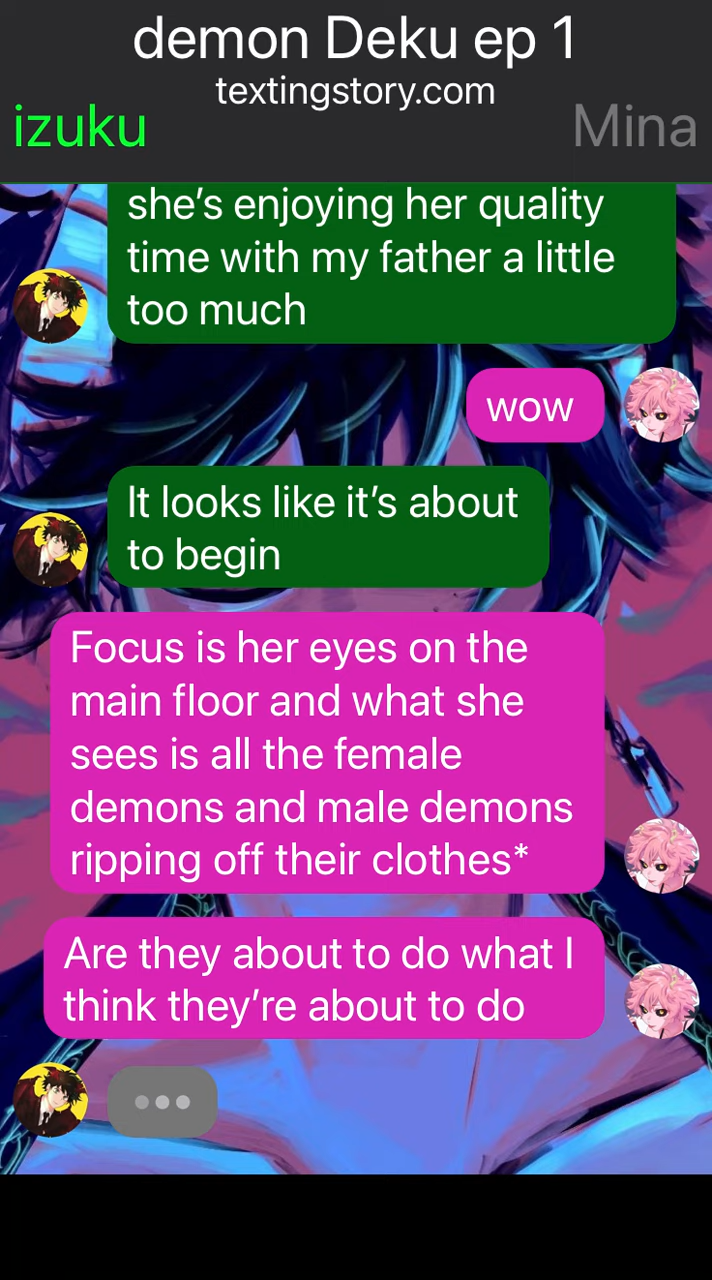 demon Deku ep 1
textingstory.com
izuku
Mina
she’s enjoying her quality
time with my father a little
too much
wow
It looks like it’s about
to begin
Focus is her eyes on the
main floor and what she
sees is all the female
demons and male demons
ripping off their clothes*
Are they about to do what I
think they’re about to do